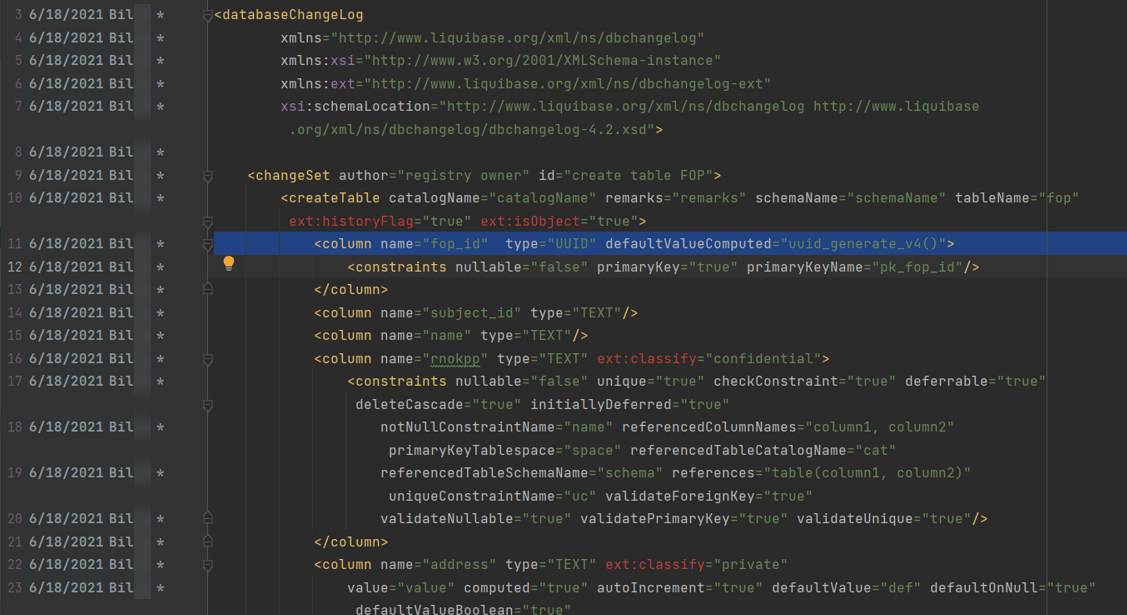 3 6/18/2021 Bil * <databaseChangeLog
4 6/18/2021 Bil * xmlns="http://www.liquibase.org/xml/ns/dbchangelog"
5 6/18/2021 Bil * xmlns:xsi="http://www.w3.org/2001/XMLSchema-instance"
6 6/18/2021 Bil * xmlns:ext="http://www.liquibase.org/xml/ns/dbchangelog-ext"
7 6/18/2021 Bil * xsi:schemaLocation="http://www.liquibase.org/xml/ns/dbchangelog http://www.liquibase
.org/xml/ns/dbchangelog/dbchangelog-4.2.xsd">
8 6/18/2021 Bil *
9 6/18/2021 Bil * <changeSet author="registry owner" id="create table FOP">
10 6/18/2021 Bil * <createTable catalogName="catalogName" remarks="remarks" schemaName="schemaName" tableName="fop"
ext:historyFlag="true" ext:isObject="true">
11 6/18/2021 Bil * <column name="fop_id"  type="UUID" defaultValueComputed="uuid_generate_v4()">
12 6/18/2021 Bil * <constraints nullable="false" primaryKey="true" primaryKeyName="pk_fop_id"/>
13 6/18/2021 Bil * </column>
14 6/18/2021 Bil * <column name="subject_id" type="TEXT"/>
15 6/18/2021 Bil * <column name="name" type="TEXT"/>
16 6/18/2021 Bil * <column name="rnokpp" type="TEXT" ext:classify="confidential">
17 6/18/2021 Bil * <constraints nullable="false" unique="true" checkConstraint="true" deferrable="true"
deleteCascade="true" initiallyDeferred="true"
18 6/18/2021 Bil * notNullConstraintName="name" referencedColumnNames="column1, column2"
primaryKeyTablespace="space" referencedTableCatalogName="cat"
19 6/18/2021 Bil * referencedTableSchemaName="schema" references="table(column1, column2)"
uniqueConstraintName="uc" validateForeignKey="true"
20 6/18/2021 Bil * validateNullable="true" validatePrimaryKey="true" validateUnique="true"/>
21 6/18/2021 Bil * </column>
22 6/18/2021 Bil * <column name="address" type="TEXT" ext:classify="private"
23 6/18/2021 Bil * value="value" computed="true" autoIncrement="true" defaultValue="def" defaultOnNull="true"
defaultValueBoolean="true"